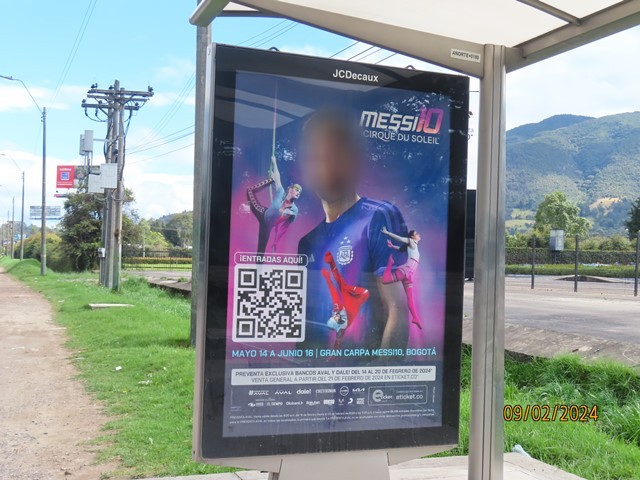 JCDecaux
MESSI10
CIRQUE DU SOLEIL
¡ENTRADAS AQUÍ!
MAYO 14 A JUNIO 16 | GRAN CARPA MESSI10, BOGOTÁ
PREVENTA EXCLUSIVA BANCOS AVAL Y DALE! DEL 14 AL 20 DE FEBRERO DE 2024*
VENTA GENERAL A PARTIR DEL 21 DE FEBRERO DE 2024 EN ETICKET.CO*
AVAL dale! eticket.co
09/02/2024